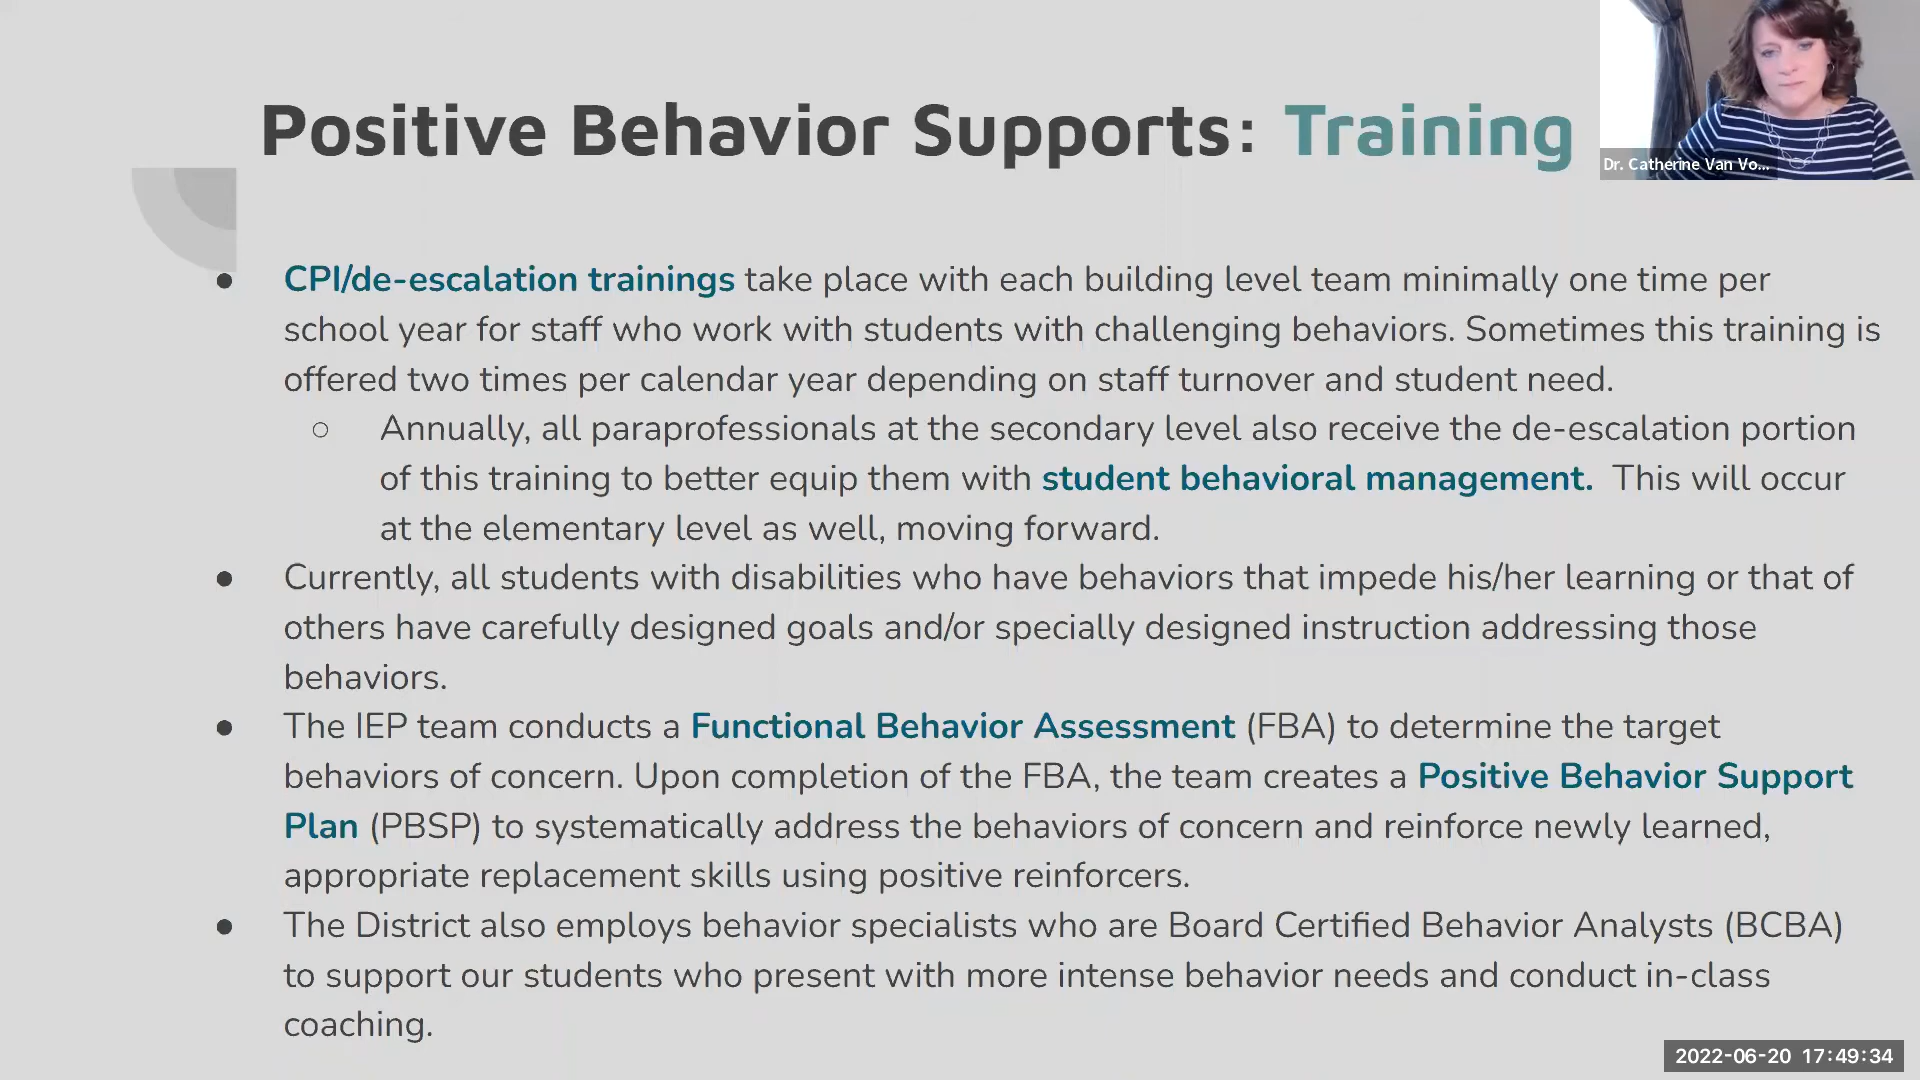 Positive Behavior Supports: Training
Dr. Catherine Van Vo...
● CPI/de-escalation trainings take place with each building level team minimally one time per
school year for staff who work with students with challenging behaviors. Sometimes this training is
offered two times per calendar year depending on staff turnover and student need.
○ Annually, all paraprofessionals at the secondary level also receive the de-escalation portion
of this training to better equip them with student behavioral management. This will occur
at the elementary level as well, moving forward.
● Currently, all students with disabilities who have behaviors that impede his/her learning or that of
others have carefully designed goals and/or specially designed instruction addressing those
behaviors.
● The IEP team conducts a Functional Behavior Assessment (FBA) to determine the target
behaviors of concern. Upon completion of the FBA, the team creates a Positive Behavior Support
Plan (PBSP) to systematically address the behaviors of concern and reinforce newly learned,
appropriate replacement skills using positive reinforcers.
● The District also employs behavior specialists who are Board Certified Behavior Analysts (BCBA)
to support our students who present with more intense behavior needs and conduct in-class
coaching.
2022-06-20 17:49:34